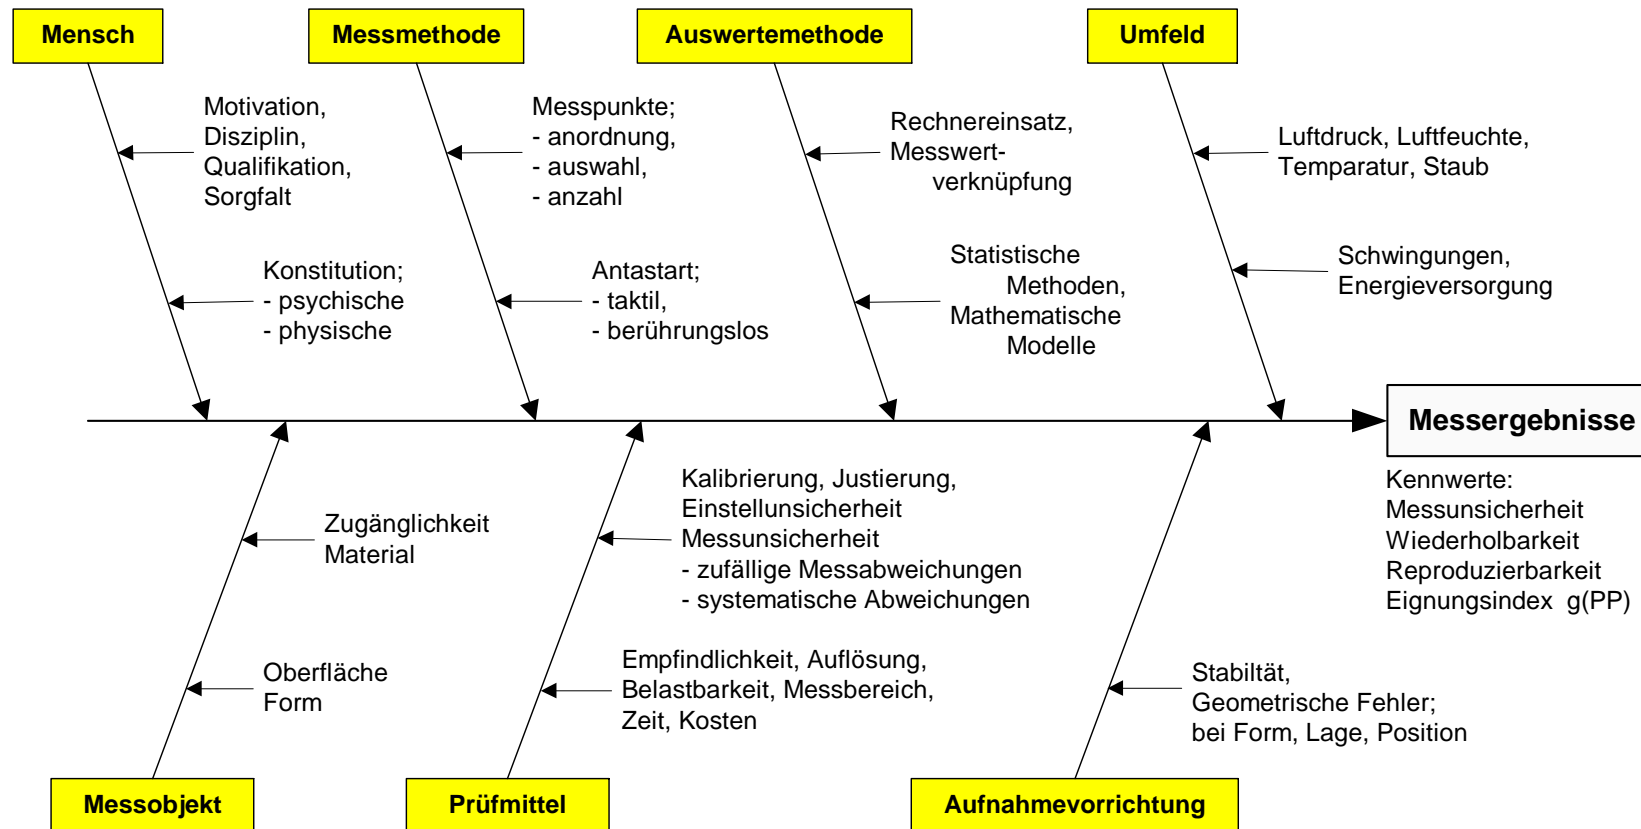 Mensch
Messmethode
Auswertemethode
Umfeld
Motivation,
Disziplin,
Qualifikation,
Sorgfalt
Messpunkte;
- anordnung,
- auswahl,
- anzahl
Rechnereinsatz,
Messwert-
verknüpfung
Luftdruck, Luftfeuchte,
Temparatur, Staub
Konstitution;
- psychische
- physische
Antastart;
- taktil,
- berührungslos
Statistische
Methoden,
Mathematische
Modelle
Schwingungen,
Energieversorgung
Messergebnisse
Kennwerte:
Messunsicherheit
Wiederholbarkeit
Reproduzierbarkeit
Eignungsindex g(PP)
Zugänglichkeit
Material
Kalibrierung, Justierung,
Einstellunsicherheit
Messunsicherheit
- zufällige Messabweichungen
- systematische Abweichungen
Oberfläche
Form
Empfindlichkeit, Auflösung,
Belastbarkeit, Messbereich,
Zeit, Kosten
Stabiltät,
Geometrische Fehler;
bei Form, Lage, Position
Messobjekt
Prüfmittel
Aufnahmevorrichtung